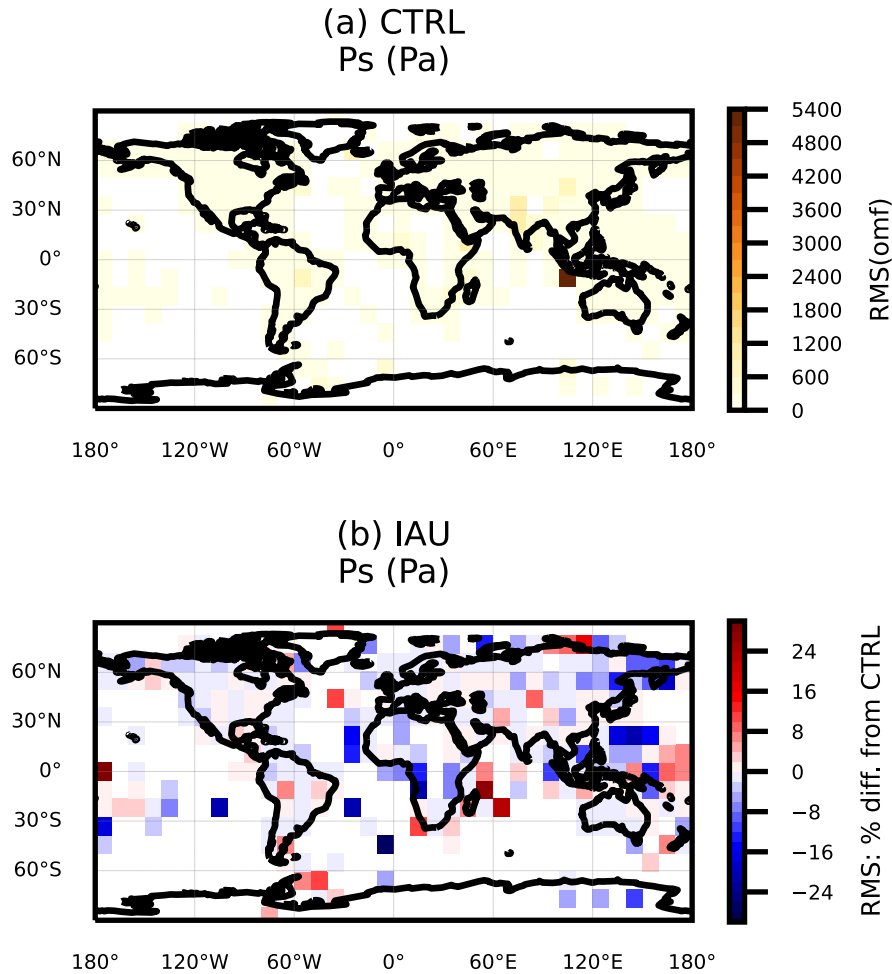 (a) CTRL
Ps (Pa)
60°N
30°N
0°
30°S
60°S
180°
120°W
60°W
0°
60°E
120°E
180°
5400
4800
4200
3600
3000
2400
1800
1200
600
0
RMS(omf)
(b) IAU
Ps (Pa)
60°N
30°N
0°
30°S
60°S
180°
120°W
60°W
0°
60°E
120°E
180°
24
16
8
0
−8
−16
−24
RMS: % diff. from CTRL